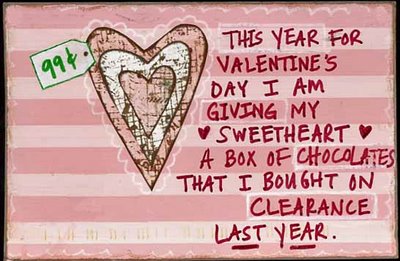 99¢.
THIS YEAR FOR
VALENTINE'S
DAY I AM
GIVING MY
♥ SWEETHEART ♥
A BOX OF CHOCOLATES
THAT I BOUGHT ON
CLEARANCE
LAST YEAR.